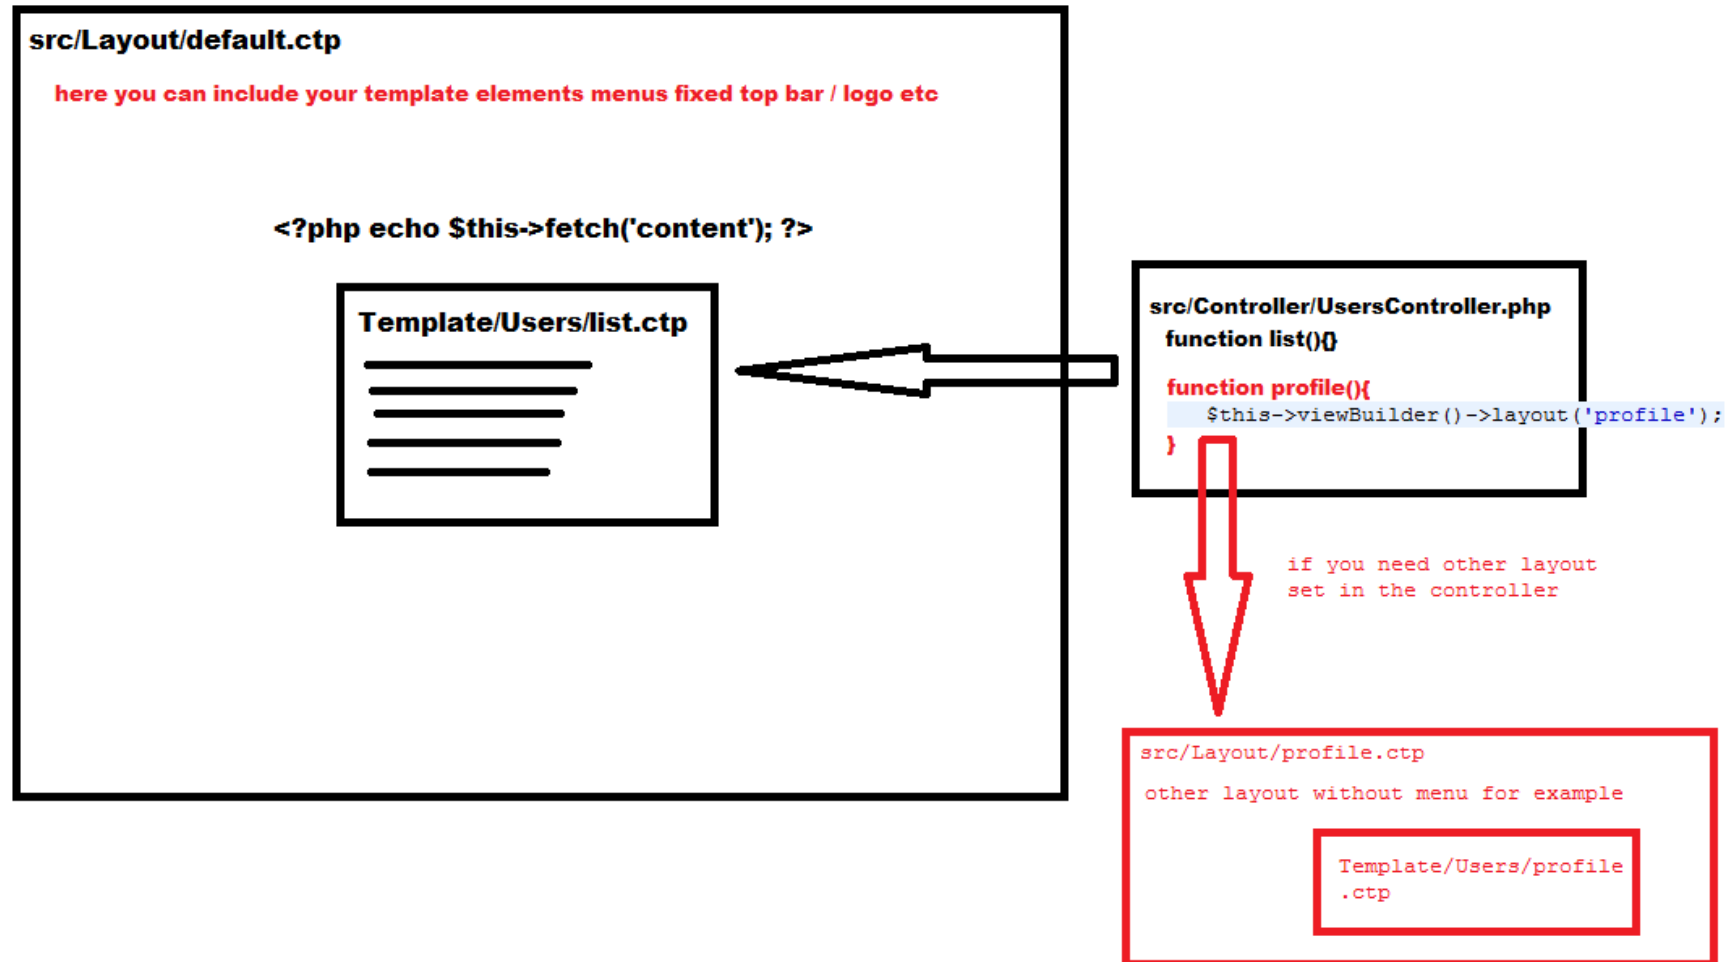 src/Layout/default.ctp
here you can include your template elements menus fixed top bar / logo etc
<?php echo $this->fetch('content'); ?>
Template/Users/list.ctp
src/Controller/UsersController.php
function list(){}
function profile(){
$this->viewBuilder()->layout('profile');
}
if you need other layout
set in the controller
src/Layout/profile.ctp
other layout without menu for example
Template/Users/profile
.ctp